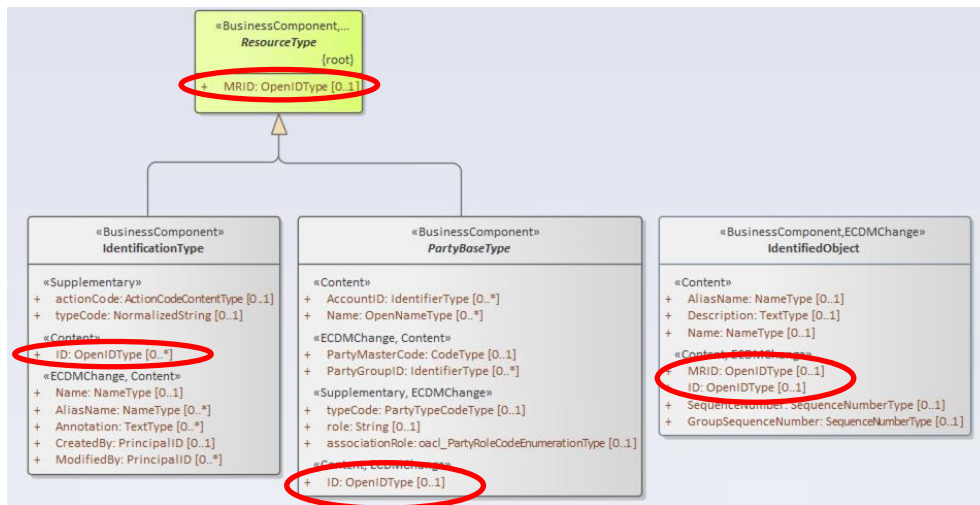 «BusinessComponent,...
ResourceType
{root}
+ MRID: OpenIDType [0..1]
«BusinessComponent»
IdentificationType
«Supplementary»
+ actionCode: ActionCodeContentType [0..1]
+ typeCode: NormalizedString [0..1]
«Content»
+ ID: OpenIDType [0..*]
«ECDMChange, Content»
+ Name: NameType [0..1]
+ AliasName: NameType [0..*]
+ Annotation: TextType [0..*]
+ CreatedBy: PrincipalID [0..1]
+ ModifiedBy: PrincipalID [0..*]
«BusinessComponent»
PartyBaseType
«Content»
+ AccountID: IdentifierType [0..*]
+ Name: OpenNameType [0..*]
«ECDMChange, Content»
+ PartyMasterCode: CodeType [0..1]
+ PartyGroupID: IdentifierType [0..*]
«Supplementary, ECDMChange»
+ typeCode: PartyTypeCodeType [0..1]
+ role: String [0..1]
+ associationRole: oacl_PartyRoleCodeEnumerationType [0..1]
«Content, ECDMChange»
+ ID: OpenIDType [0..1]
«BusinessComponent,ECDMChange»
IdentifiedObject
«Content»
+ AliasName: NameType [0..1]
+ Description: TextType [0..1]
+ Name: NameType [0..1]
«Content, ECDMChange»
+ MRID: OpenIDType [0..1]
+ ID: OpenIDType [0..1]
+ SequenceNumber: SequenceNumberType [0..1]
+ GroupSequenceNumber: SequenceNumberType [0..1]